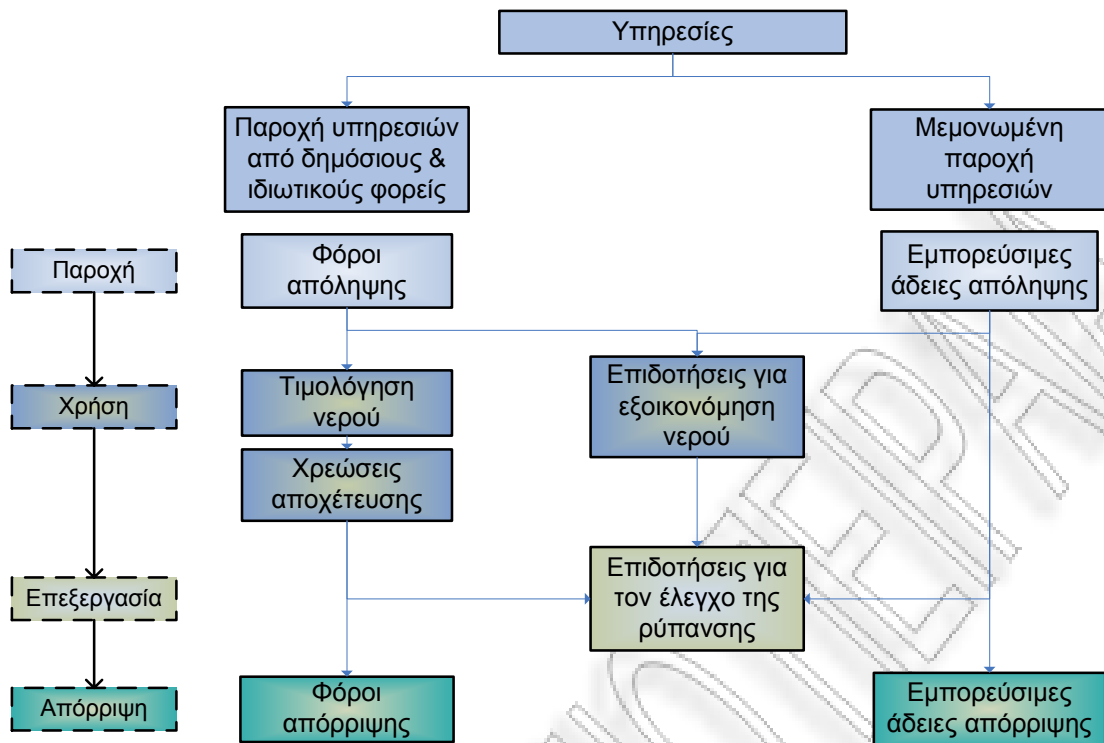 Υπηρεσίες
Παροχή υπηρεσιών
από δημόσιους &
ιδιωτικούς φορείς
Μεμονωμένη
παροχή
υπηρεσιών
Παροχή
Φόροι
απόληψης
Εμπορεύσιμες
άδειες απόληψης
Χρήση
Τιμολόγηση
νερού
Επιδοτήσεις για
εξοικονόμηση
νερού
Χρεώσεις
αποχέτευσης
Επεξεργασία
Επιδοτήσεις για
τον έλεγχο της
ρύπανσης
Απόρριψη
Φόροι
απόρριψης
Εμπορεύσιμες
άδειες απόρριψης